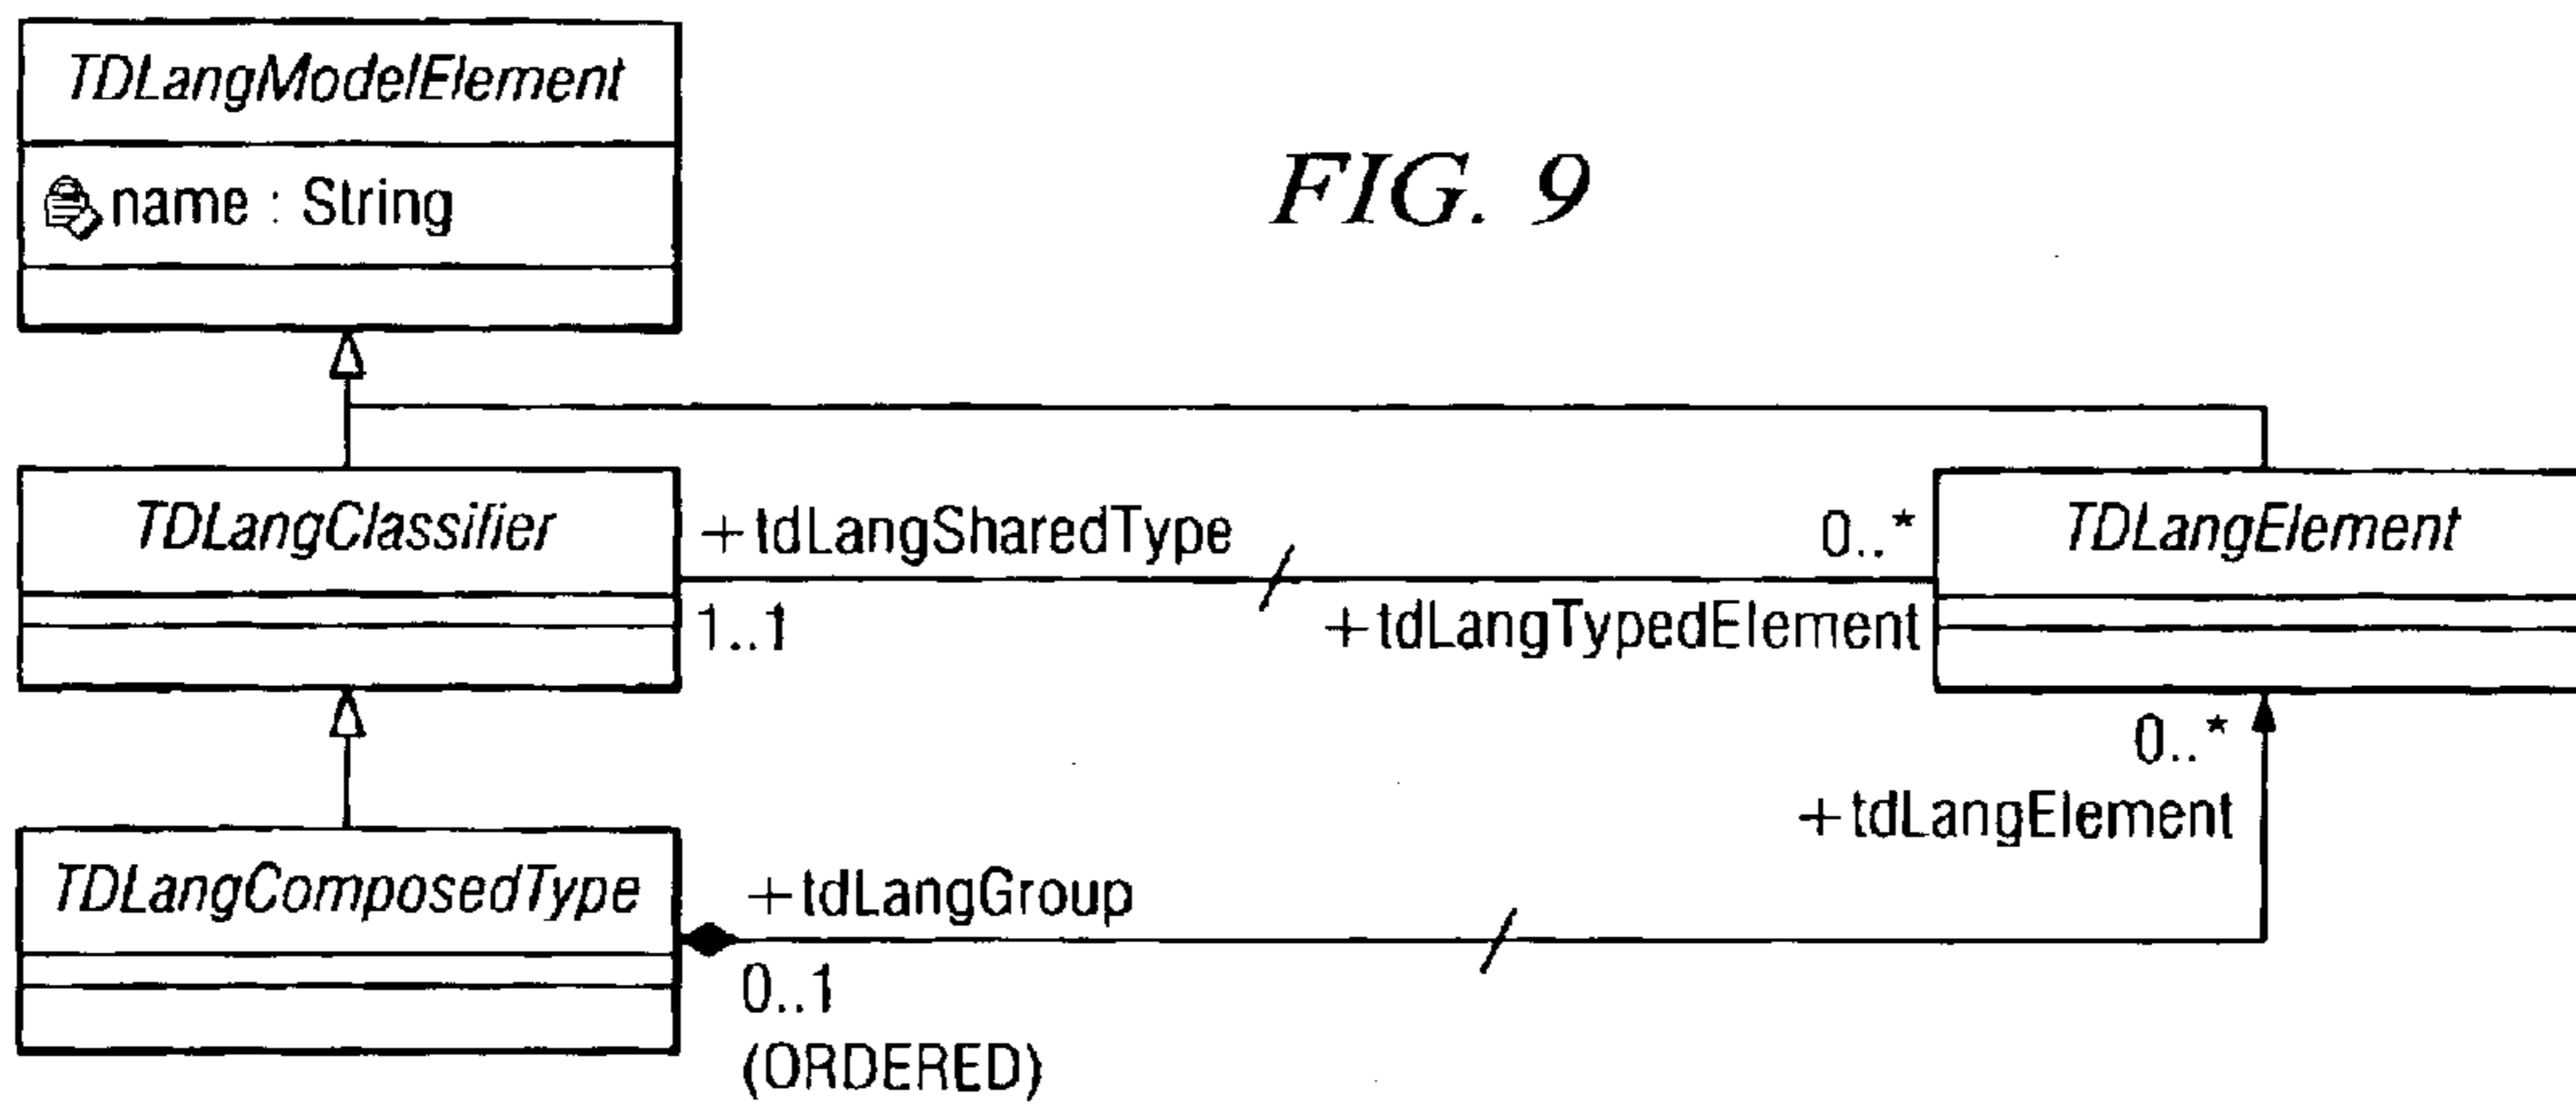 TDLangModelElement
name : String
FIG. 9
TDLangClassifier
+tdLangSharedType
0..*
TDLangElement
1..1
+tdLangTypedElement
0..*
+tdLangElement
TDLangComposedType
+tdLangGroup
0..1
(ORDERED)